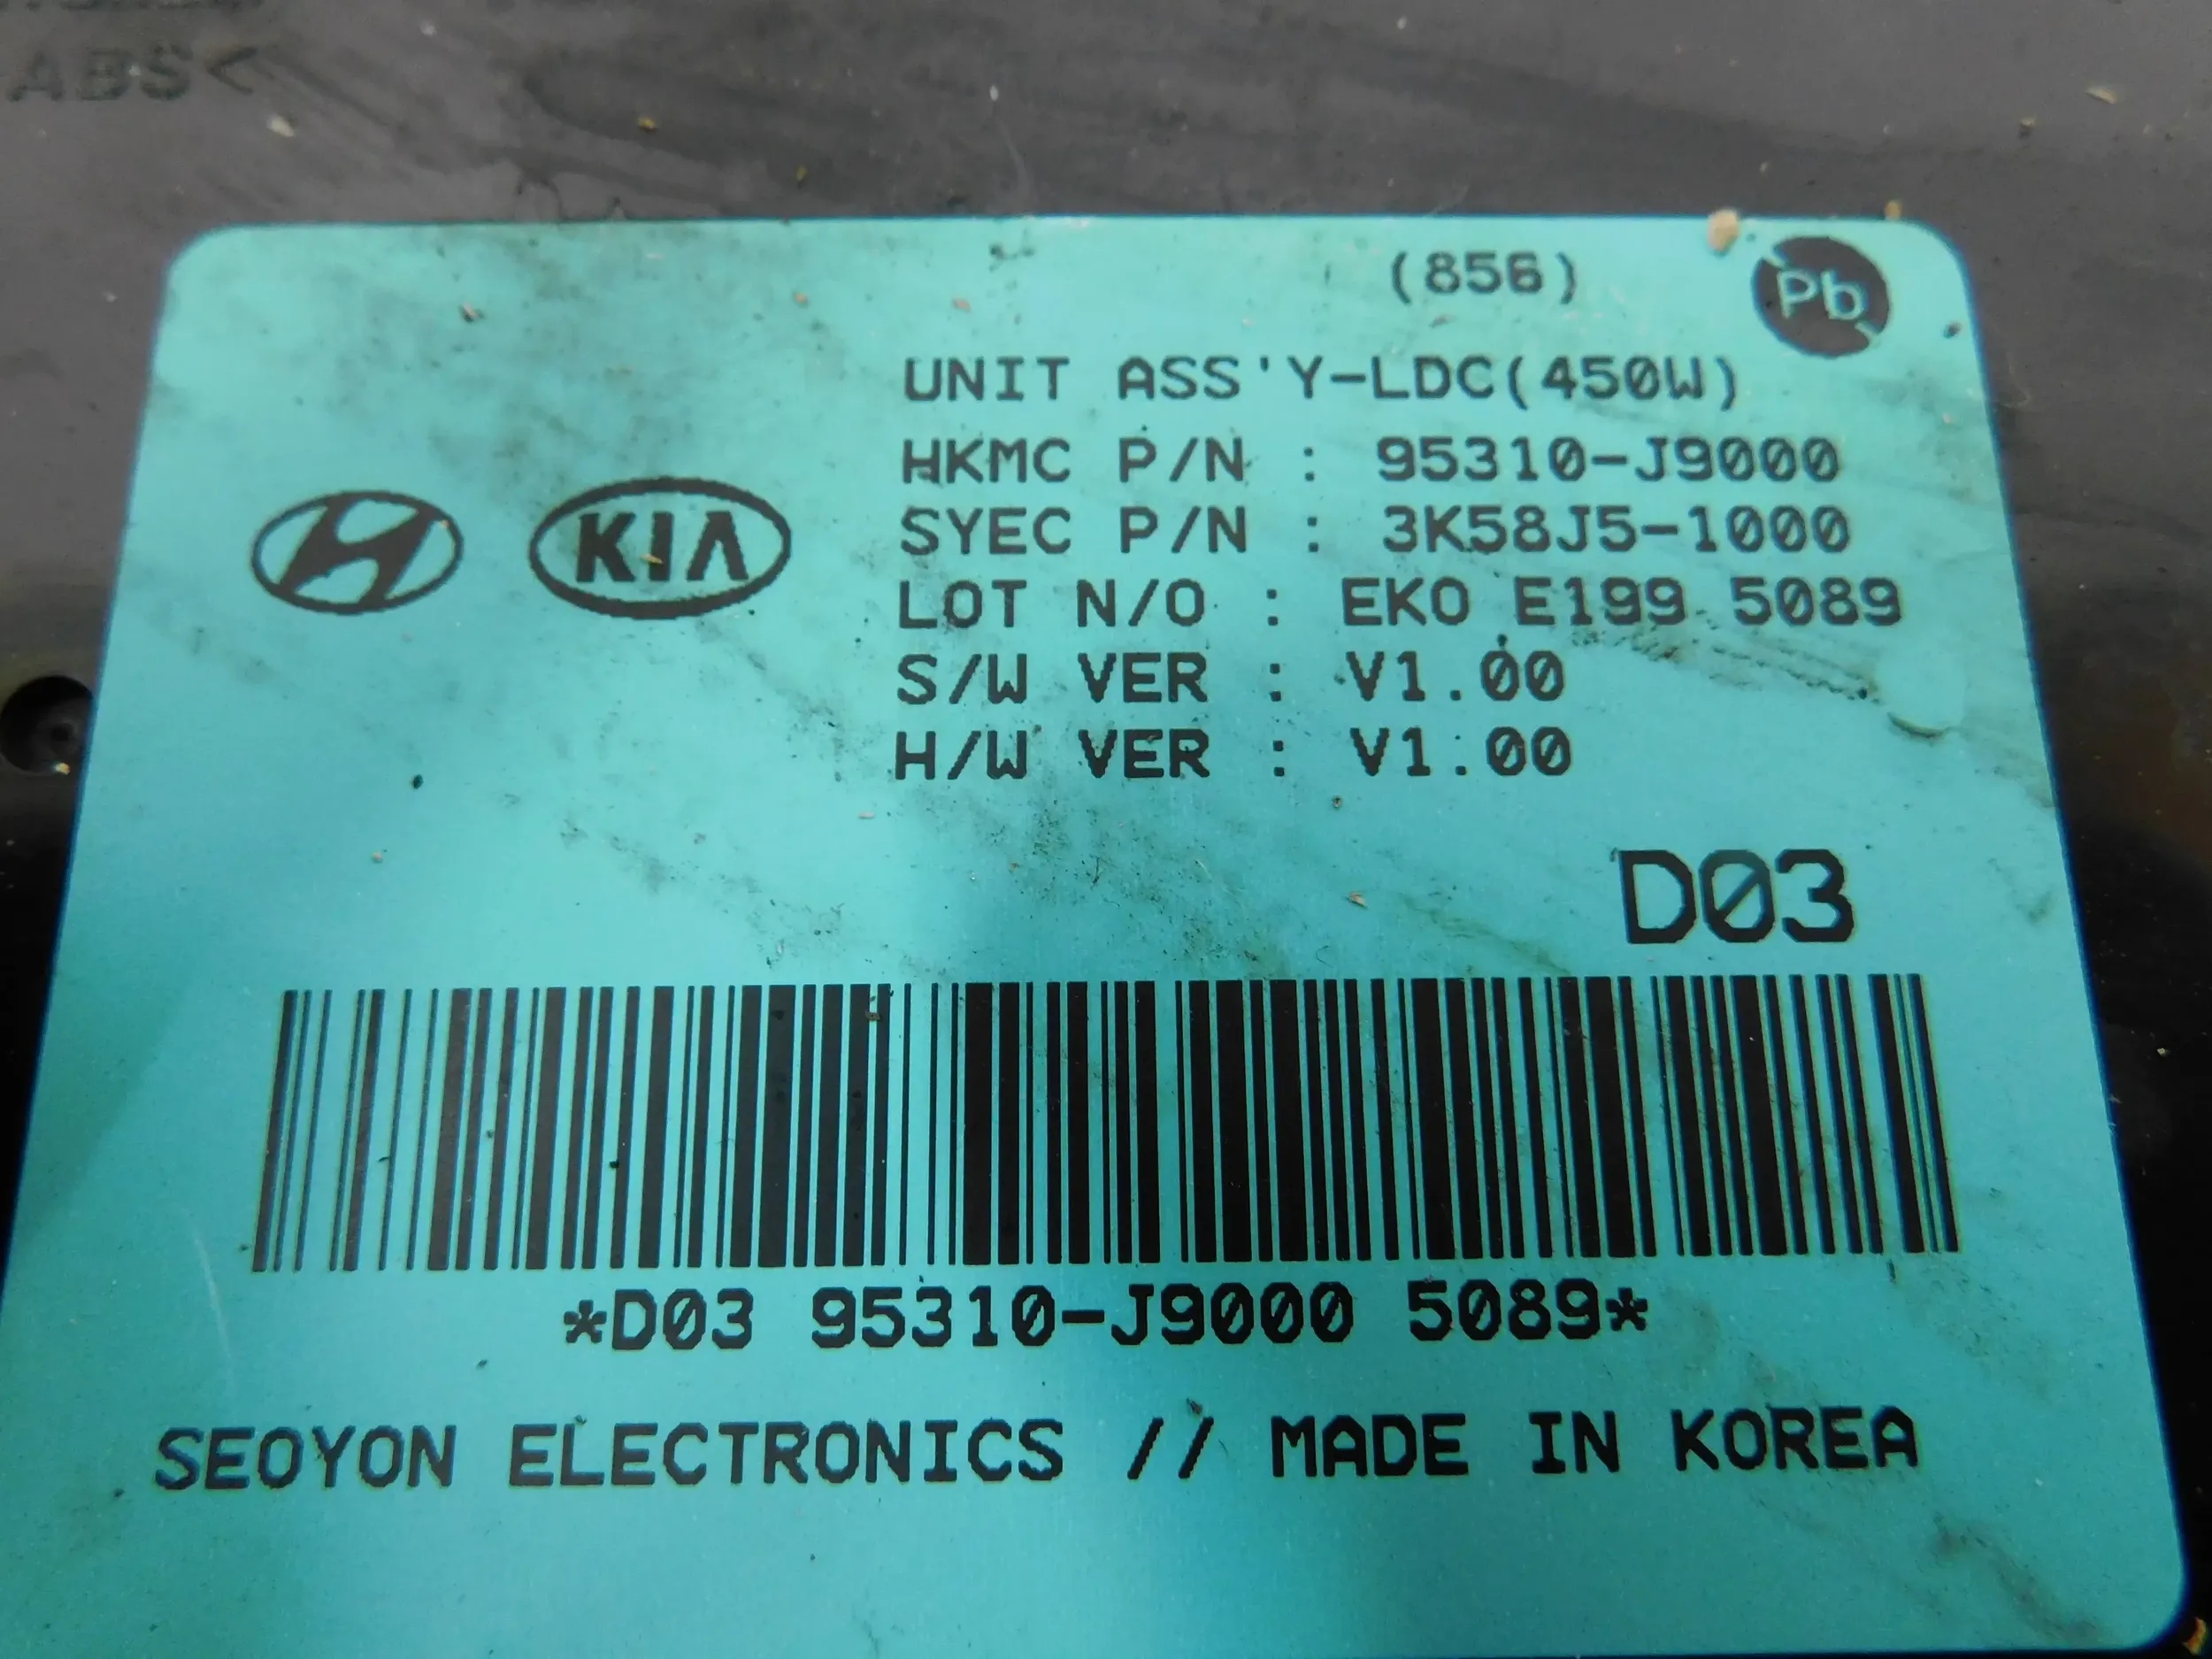 ABS<
(856)
Pb
UNIT ASS'Y-LDC(450W)
HKMC P/N : 95310-J9000
KIA
SYEC P/N : 3K58J5-1000
LOT N/O : EKO E199 5089
S/W VER : V1.00
H/W VER : V1.00
D03
*D03 95310-J9000 5089*
SEOYON ELECTRONICS // MADE IN KOREA